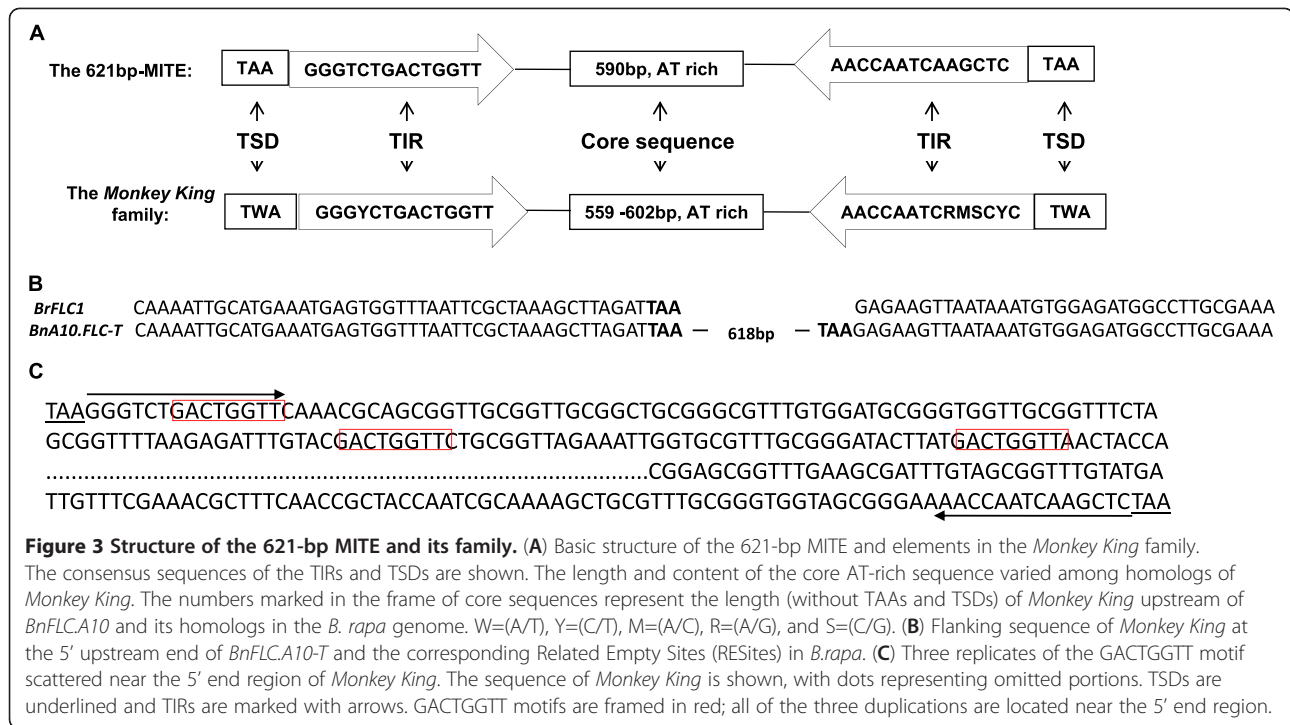 A
The 621bp-MITE: TAA GGGTCTGACTGGTT 590bp, AT rich AACCAATCAAGCTC TAA
TSD TIR Core sequence TIR TSD
The Monkey King family: TWA GGGYCTGACTGGTT 559 -602bp, AT rich AACCAATCRMSCYC TWA
B
BrFLC1 CAAAATTGCATGAAATGAGTGGTTTAATTCGCTAAAGCTTAGATTAA GAGAAGTTAATAAATGTGGAGATGGCCTTGCGAAA
BnA10.FLC-T CAAAATTGCATGAAATGAGTGGTTTAATTCGCTAAAGCTTAGATTAA — 618bp — TAAGAGAAGTTAATAAATGTGGAGATGGCCTTGCGAAA
C
TAAGGGTCTGACTGGTTCAAACGCAGCGGTTGCGGTTGCGGCTGCGGGCGTTTGTGGATGCGGGTGGTTGCGGTTTCTA
GCGGTTTTAAGAGATTTGTACGACTGGTTCTGCGGTTAGAAATTGGTGCGTTTGCGGGATACTTATGACTGGTTAACTACCA
................................................................................................CGGAGCGGTTTGAAGCGATTTGTAGCGGTTTGTATGA
TTGTTTCGAAACGCTTTCAACCGCTACCAATCGCAAAAGCTGCGTTTGCGGGTGGTAGCGGGAAAACCAATCAAGCTCTAA
Figure 3 Structure of the 621-bp MITE and its family. (A) Basic structure of the 621-bp MITE and elements in the Monkey King family.
The consensus sequences of the TIRs and TSDs are shown. The length and content of the core AT-rich sequence varied among homologs of
Monkey King. The numbers marked in the frame of core sequences represent the length (without TAAs and TSDs) of Monkey King upstream of
BnFLC.A10 and its homologs in the B. rapa genome. W=(A/T), Y=(C/T), M=(A/C), R=(A/G), and S=(C/G). (B) Flanking sequence of Monkey King at
the 5’ upstream end of BnFLC.A10-T and the corresponding Related Empty Sites (RESites) in B.rapa. (C) Three replicates of the GACTGGTT motif
scattered near the 5’ end region of Monkey King. The sequence of Monkey King is shown, with dots representing omitted portions. TSDs are
underlined and TIRs are marked with arrows. GACTGGTT motifs are framed in red; all of the three duplications are located near the 5’ end region.